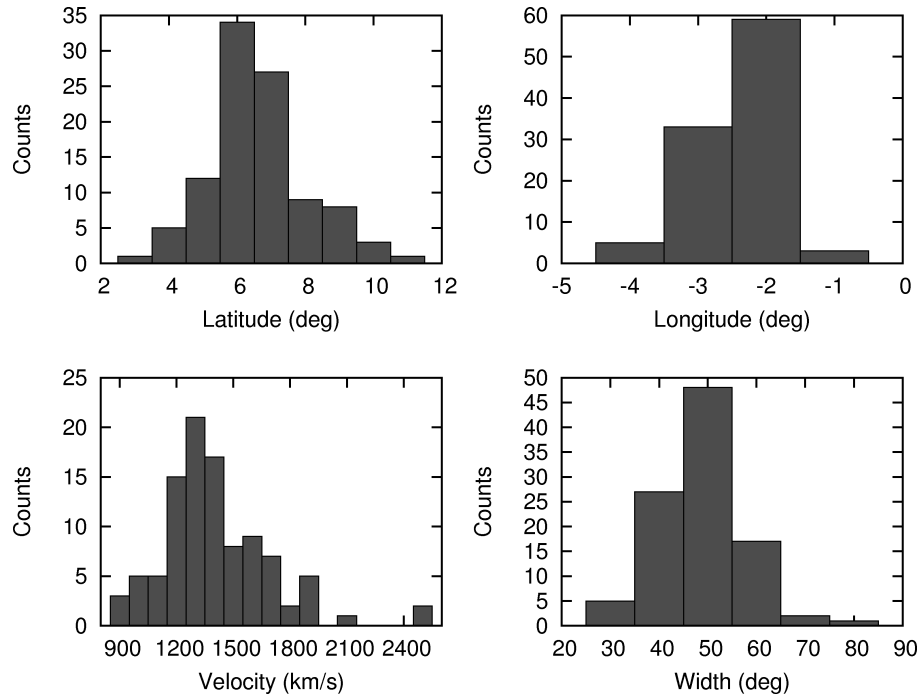 35
30
25
20
15
10
5
0
Counts
2 4 6 8 10 12
Latitude (deg)
60
50
40
30
20
10
0
Counts
-5 -4 -3 -2 -1 0
Longitude (deg)
25
20
15
10
5
0
Counts
900 1200 1500 1800 2100 2400
Velocity (km/s)
50
45
40
35
30
25
20
15
10
5
0
Counts
20 30 40 50 60 70 80 90
Width (deg)